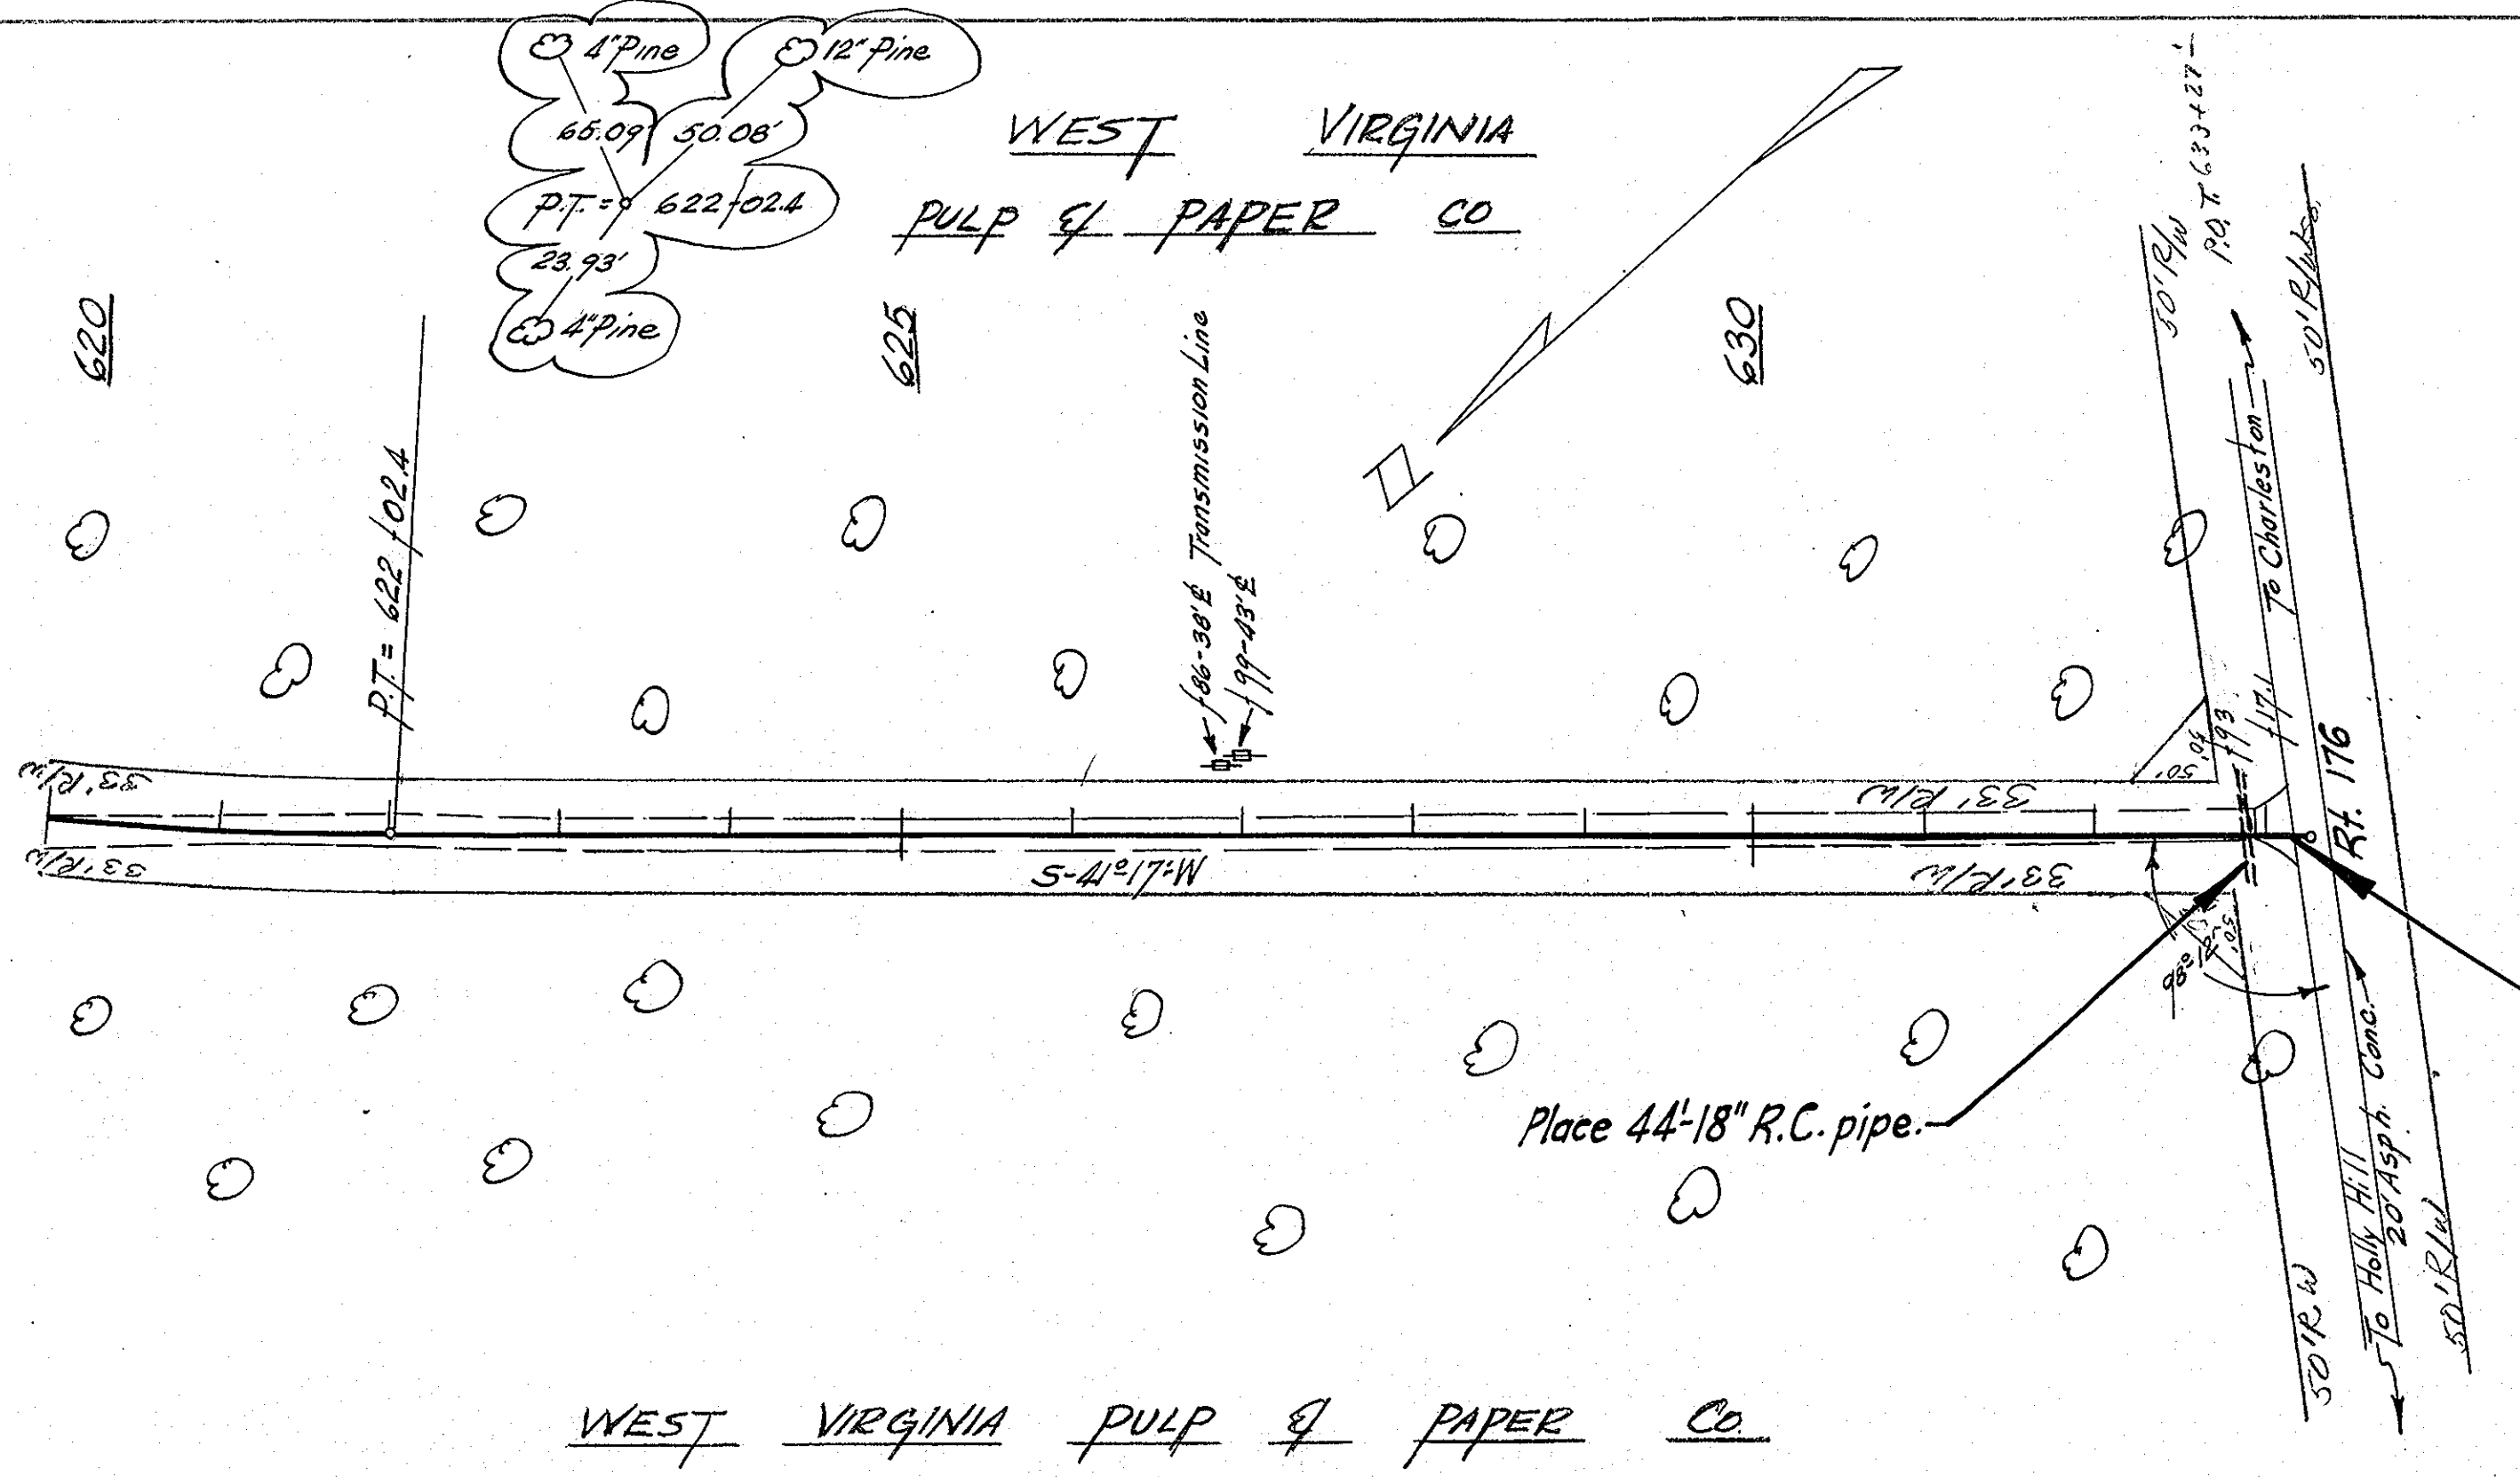 4" Pine
12" Pine
65.09'
50.08'
P.T. = 622+02.4
23.93'
4" Pine
WEST VIRGINIA
PULP & PAPER CO
620
625
630
P.T. = 622+02.4
+86-38' ℄ Transmission Line
+99-43' ℄
50' R/W
P.O.T. 633+27
50' R/W
To Charleston
33' R/W
33' R/W
33' R/W
33' R/W
S-41°17'-W
50'
50'
+93
+17.1
Rt. 176
50'
Place 44'-18" R.C. pipe.
To Holly Hill
20' Asph. Conc.
50' R/W
50' R/W
WEST VIRGINIA PULP & PAPER CO.